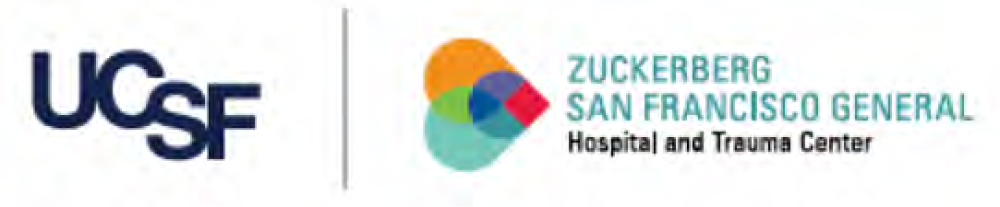 UCSF
ZUCKERBERG
SAN FRANCISCO GENERAL
Hospital and Trauma Center